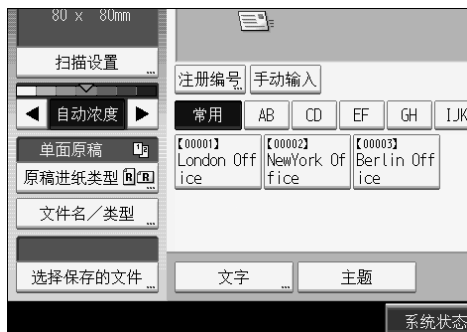 80 x 80mm
扫描设置
自动浓度
单面原稿
原稿进纸类型
文件名／类型
选择保存的文件
注册编号
手动输入
常用
AB
CD
EF
GH
IJK
【00001】
London Off
ice
【00002】
NewYork Of
fice
【00003】
Berlin Off
ice
文字
主题
系统状态